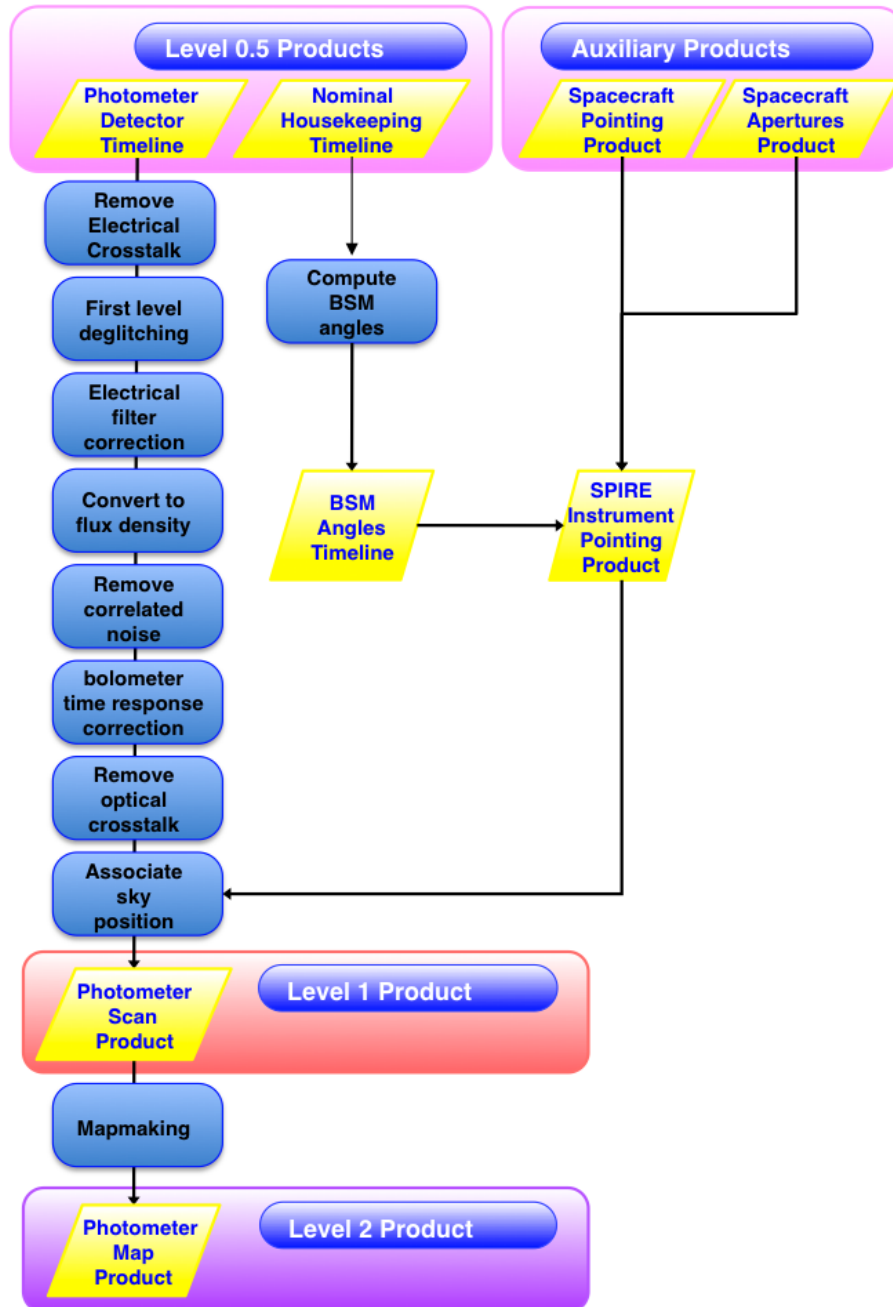 Level 0.5 Products
Auxiliary Products
Photometer
Detector
Timeline
Nominal
Housekeeping
Timeline
Spacecraft
Pointing
Product
Spacecraft
Apertures
Product
Remove
Electrical
Crosstalk
Compute
BSM
angles
First level
deglitching
Electrical
filter
correction
Convert to
flux density
BSM
Angles
Timeline
SPIRE
Instrument
Pointing
Product
Remove
correlated
noise
bolometer
time response
correction
Remove
optical
crosstalk
Associate
sky
position
Level 1 Product
Photometer
Scan
Product
Mapmaking
Level 2 Product
Photometer
Map
Product